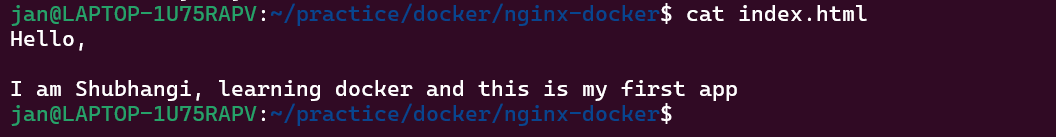 jan@LAPTOP-1U75RAPV:~/practice/docker/nginx-docker$ cat index.html
Hello,
I am Shubhangi, learning docker and this is my first app
jan@LAPTOP-1U75RAPV:~/practice/docker/nginx-docker$